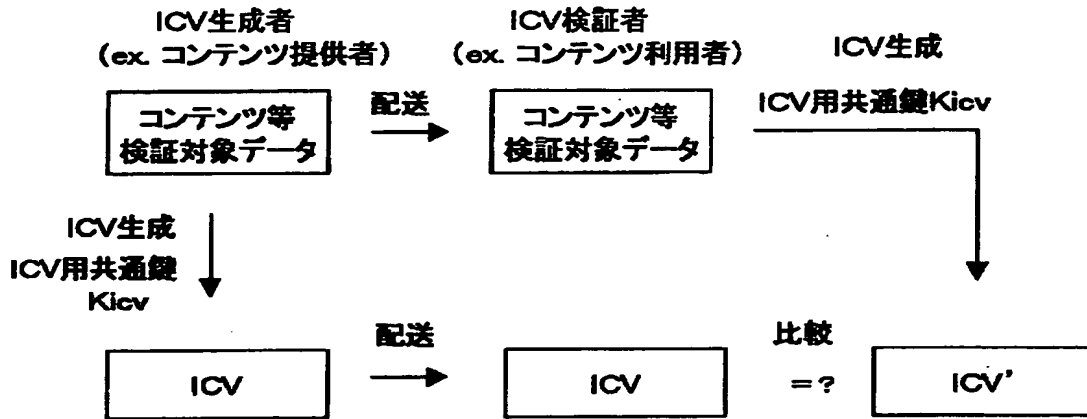 ICV生成者
(ex. コンテンツ提供者)
ICV検証者
(ex. コンテンツ利用者)
ICV生成
ICV用共通鍵Kicv
コンテンツ等
検証対象データ
配送
コンテンツ等
検証対象データ
ICV生成
ICV用共通鍵
Kicv
ICV
配送
ICV
比較
=?
ICV'